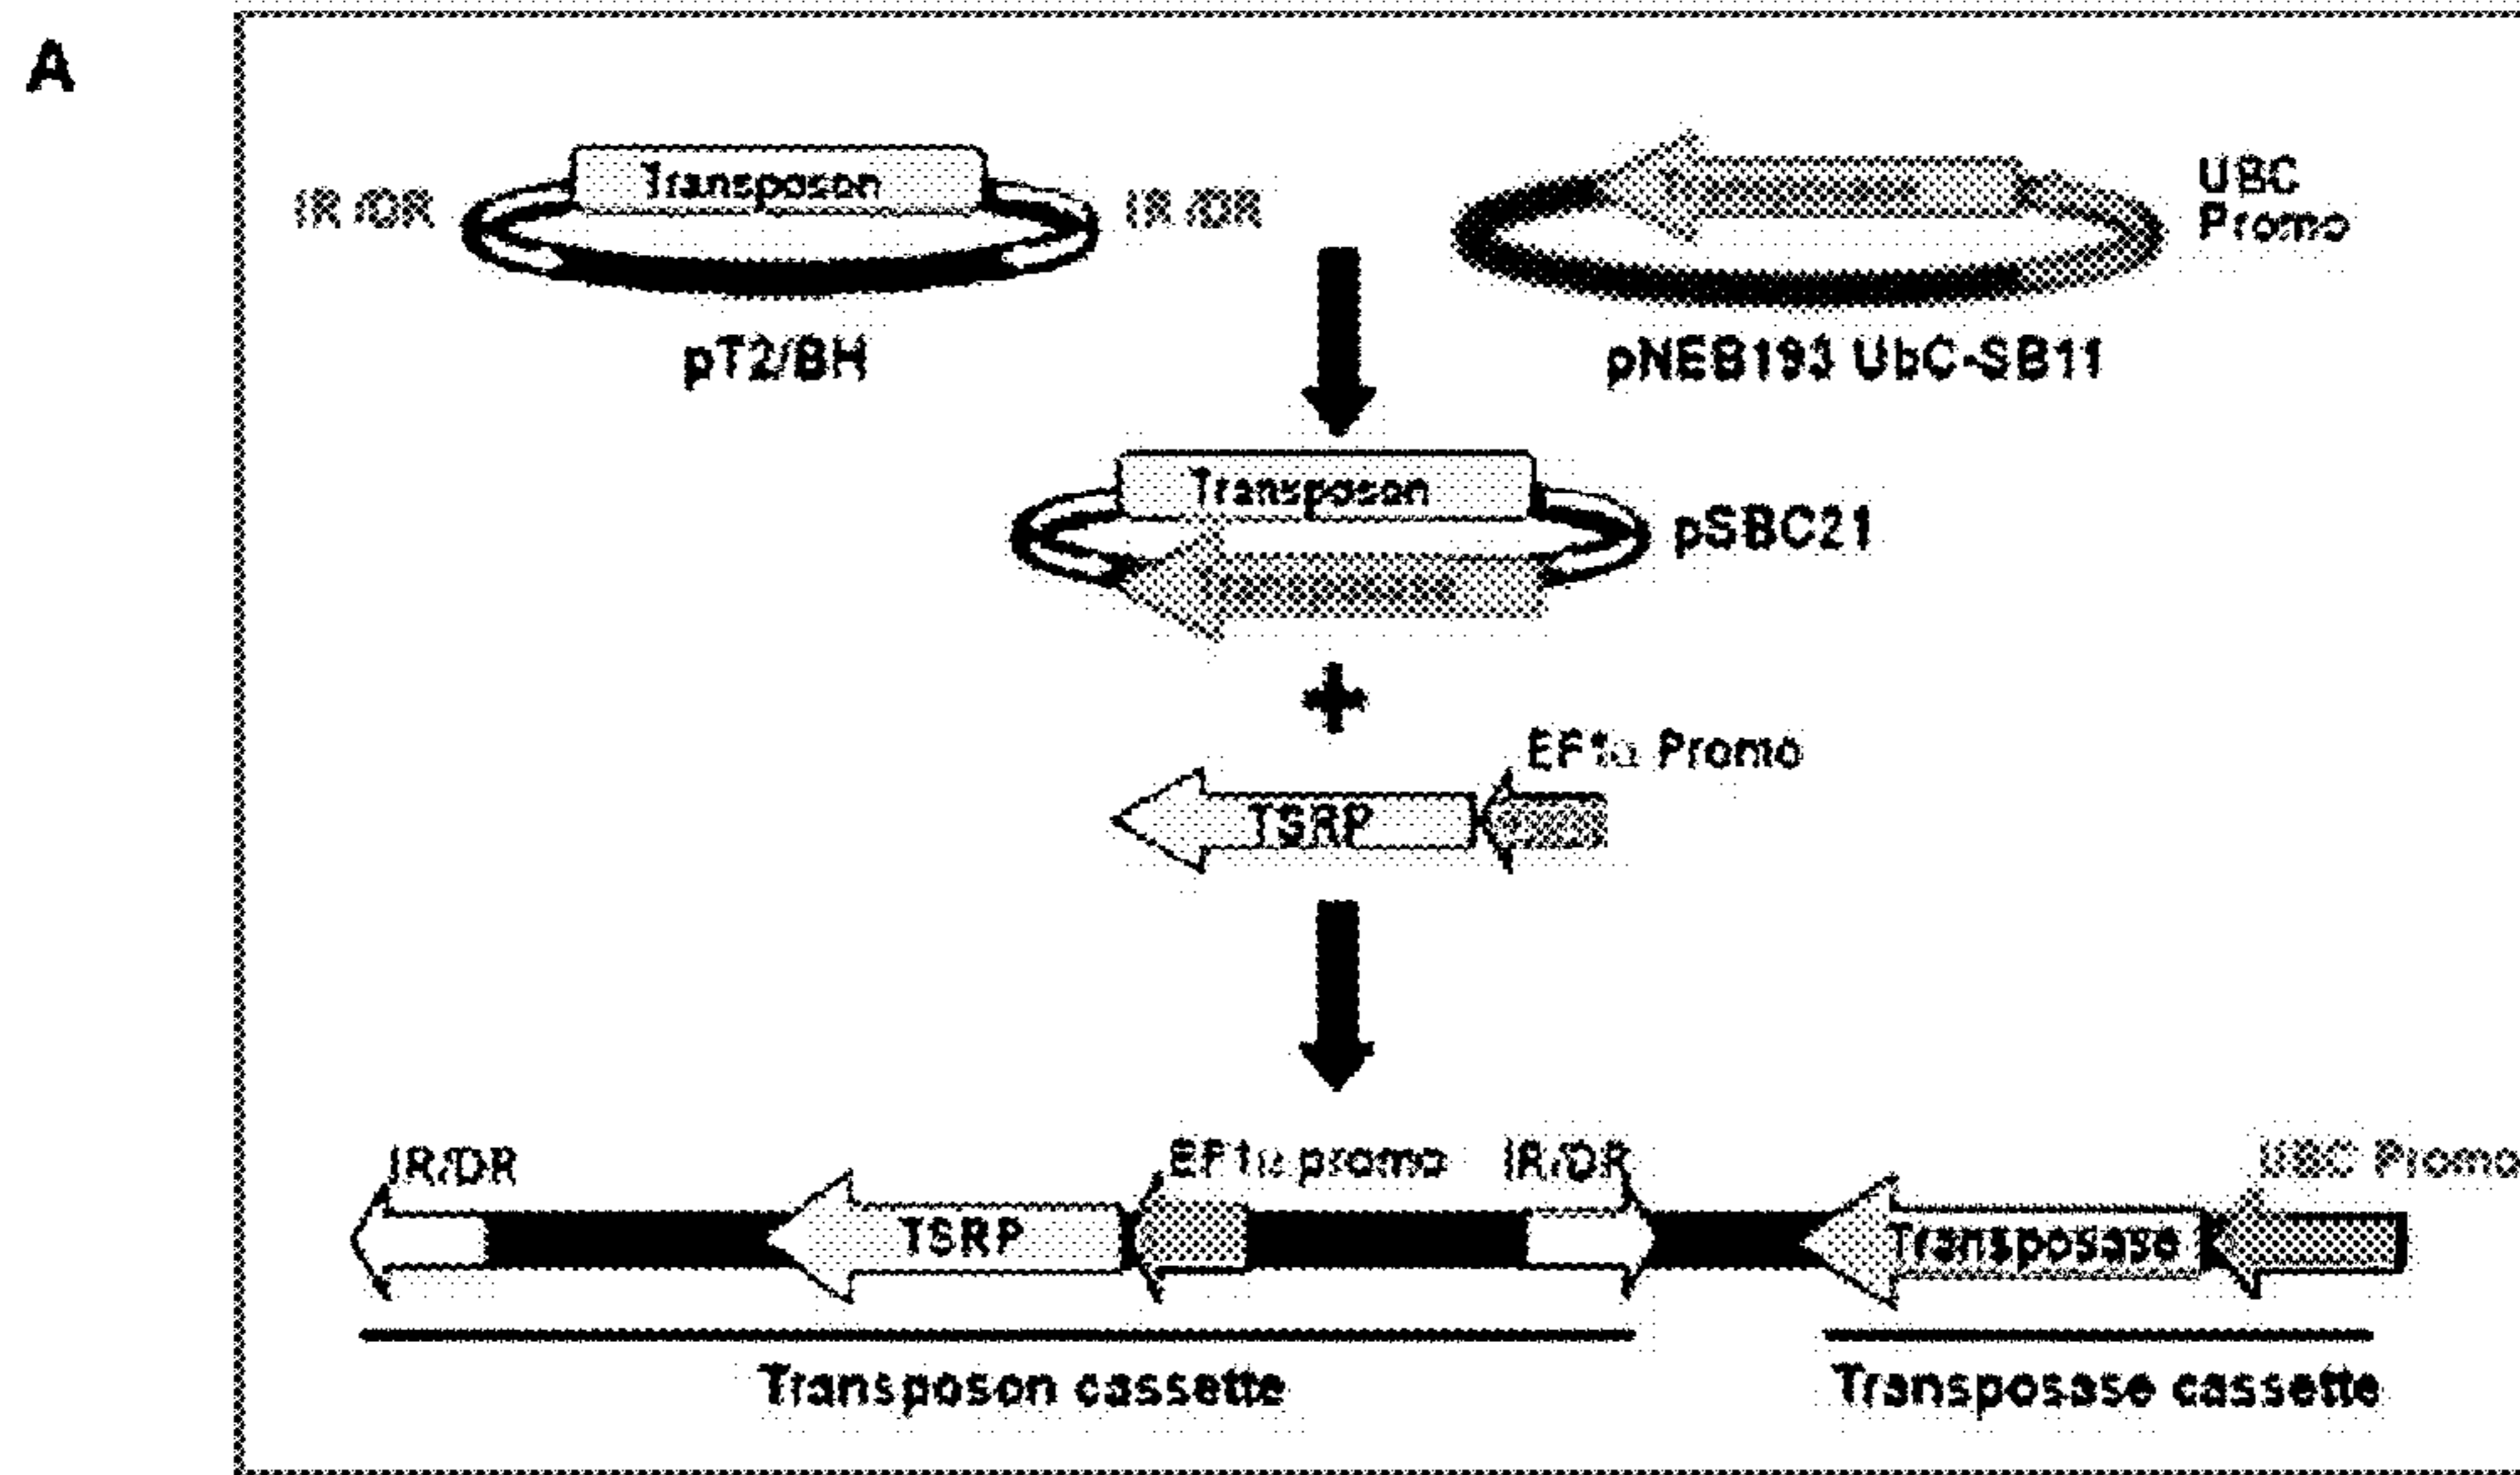 A
Transposon
IR/DR
IR/DR
UBC
Promo
pT2/BH
pNEB193 UbC-SB11
Transposon
pSBC21
+
EF1α Promo
TSRP
IR/DR
EF1α promo
IR/DR
UBC Promo
TSRP
Transposase
Transposon cassette
Transposase cassette